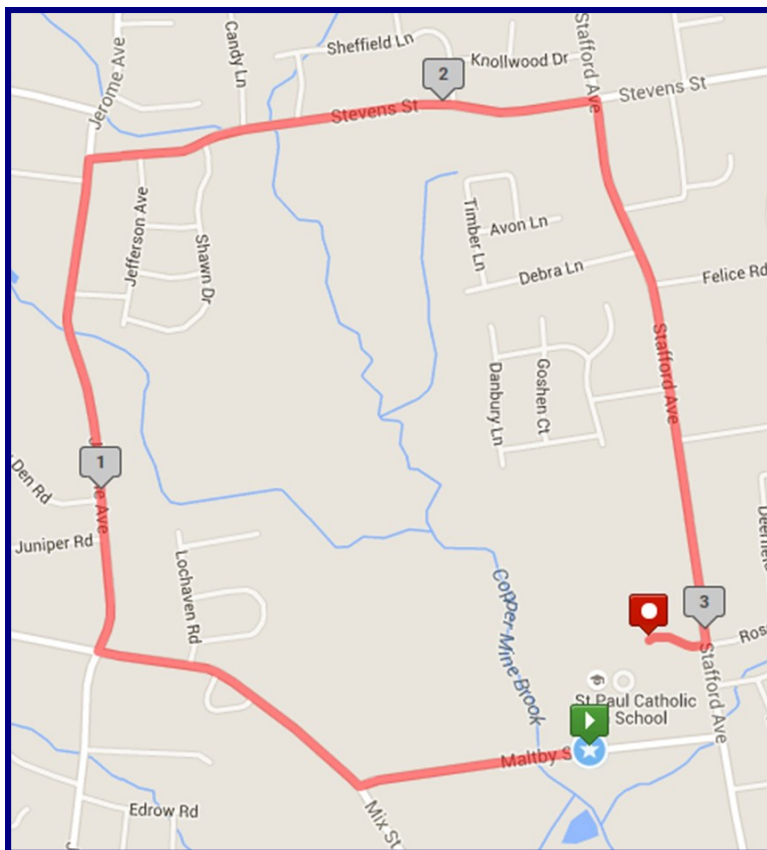 Candy Ln
Sheffield Ln
Jerome Ave
2
Knollwood Dr
Stafford Ave
Stevens St
Stevens St
Jefferson Ave
Shawn Dr
Timber Ln
Avon Ln
Debra Ln
Felice Rd
Stafford Ave
Danbury Ln
Goshen Ct
1
Den Rd
Juniper Rd
Lochaven Rd
Copper Mine Brook
3
Stafford Ave
St Paul Catholic
School
Maltby S
Mix St
Edrow Rd